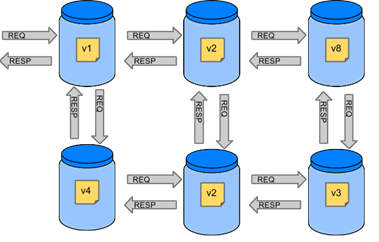 REQ
RESP
v1
REQ
RESP
v2
REQ
RESP
v8
RESP
REQ
RESP
REQ
RESP
REQ
v4
REQ
RESP
v2
REQ
RESP
v3